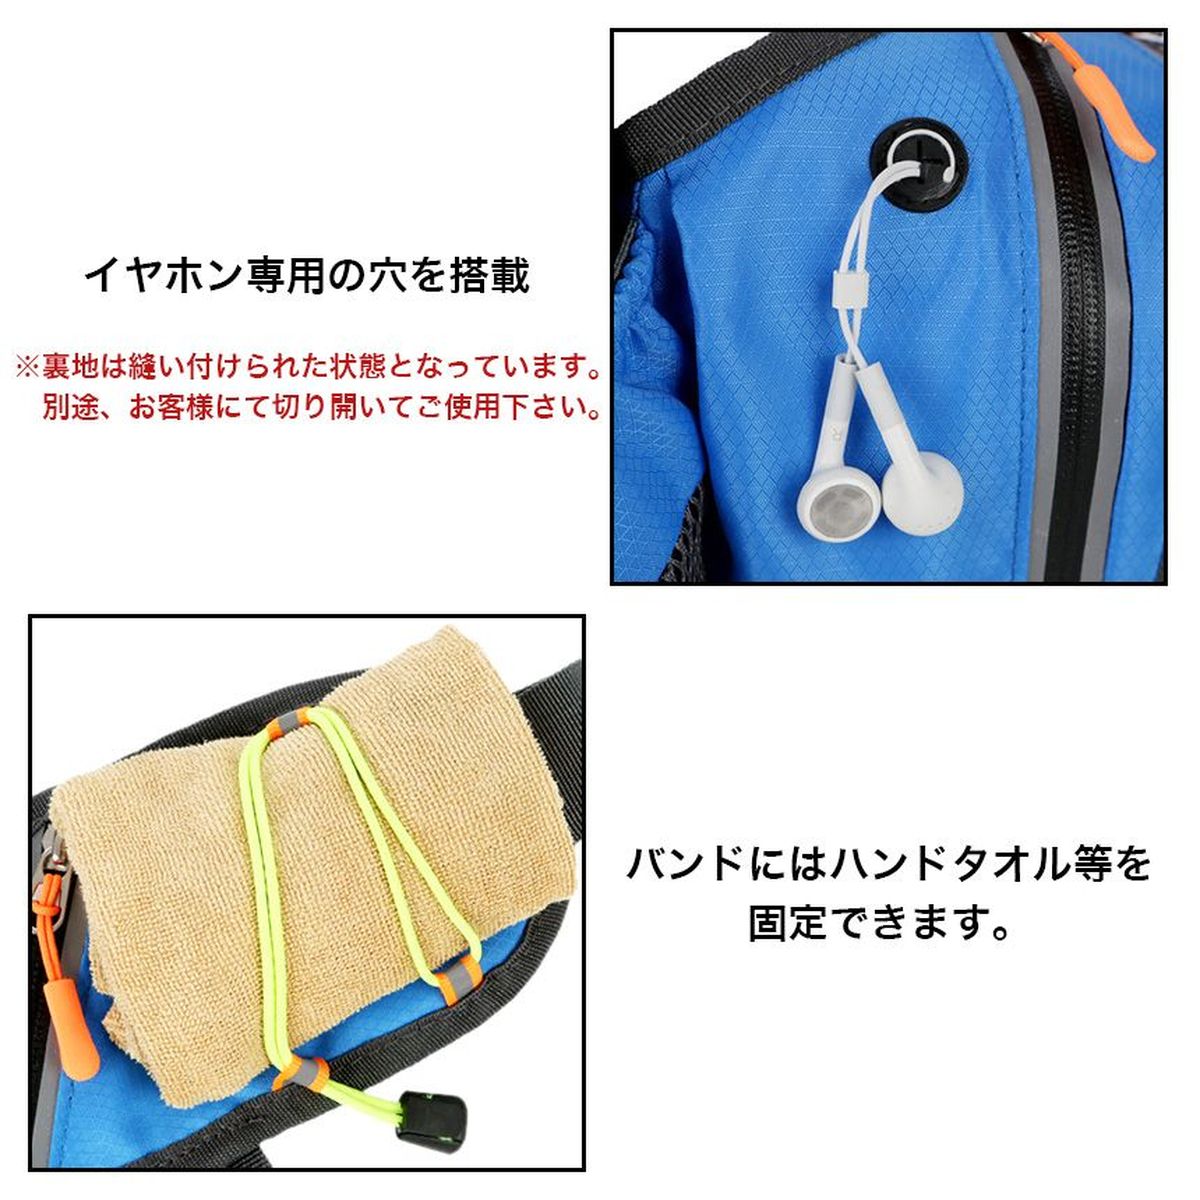 イヤホン専用の穴を搭載
※裏地は縫い付けられた状態となっています。
別途、お客様にて切り開いてご使用下さい。
R
バンドにはハンドタオル等を
固定できます。